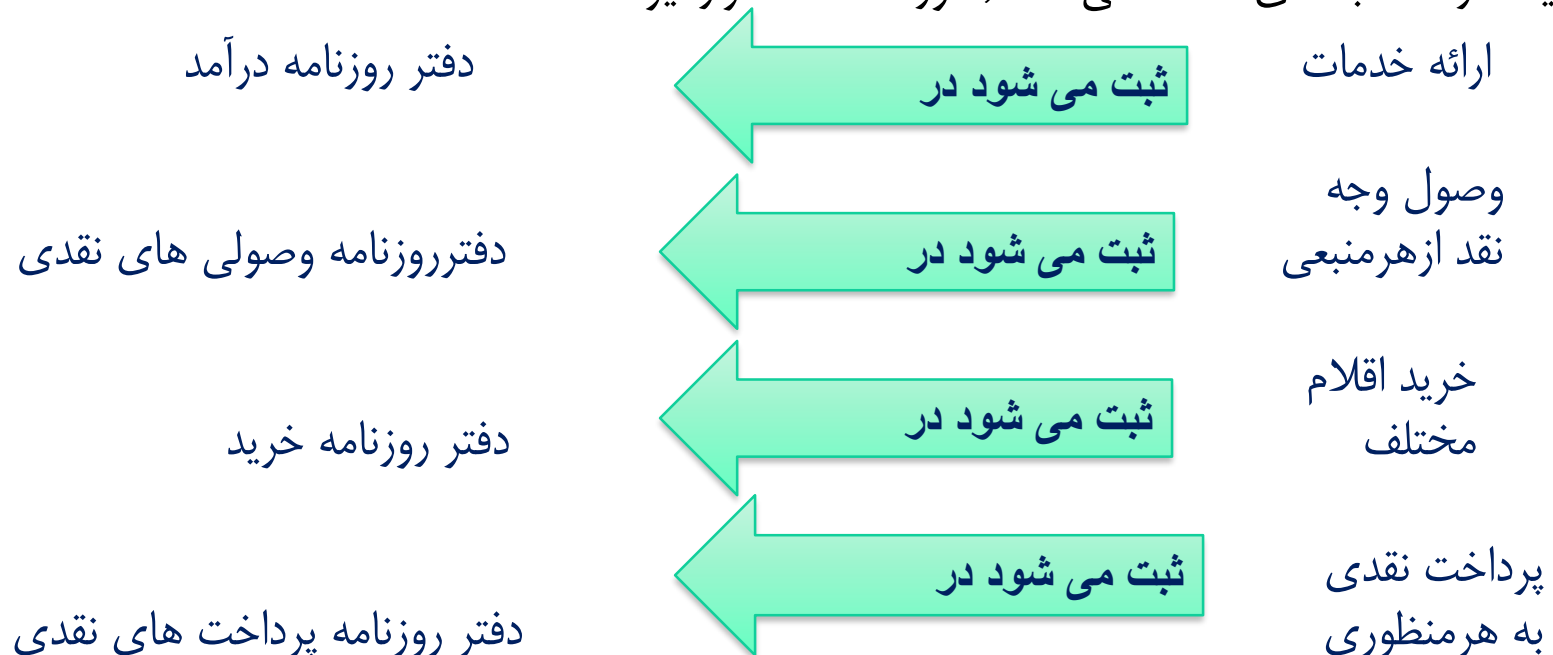 ارائه خدمات
ثبت می شود در
دفتر روزنامه درآمد
وصول وجه
نقد ازهرمنبعی
ثبت می شود در
دفترروزنامه وصولی های نقدی
خرید اقلام
مختلف
ثبت می شود در
دفتر روزنامه خرید
پرداخت نقدی
به هرمنظوری
ثبت می شود در
دفتر روزنامه پرداخت های نقدی